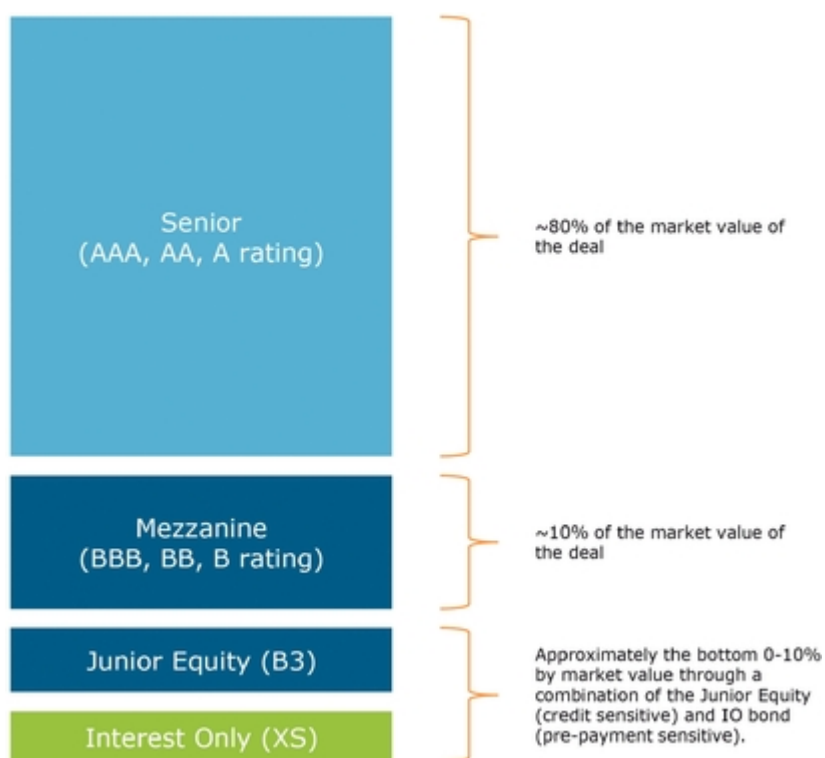 Senior
(AAA, AA, A rating)
~80% of the market value of
the deal
Mezzanine
(BBB, BB, B rating)
~10% of the market value of
the deal
Junior Equity (B3)
Interest Only (XS)
Approximately the bottom 0-10%
by market value through a
combination of the Junior Equity
(credit sensitive) and IO bond
(pre-payment sensitive).